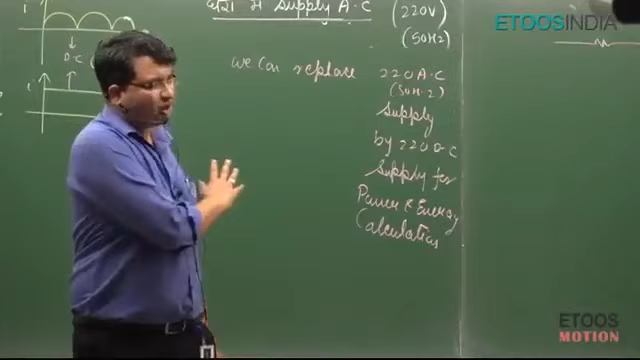 घरों में Supply A.C (220V)
(50HZ)
ETOOSINDIA
i
D.C
i
we can replace 220 A.C
(50HZ)
Supply
by 220 D.C
Supply for
Power & Energy
Calculation
ETOOS
MOTION